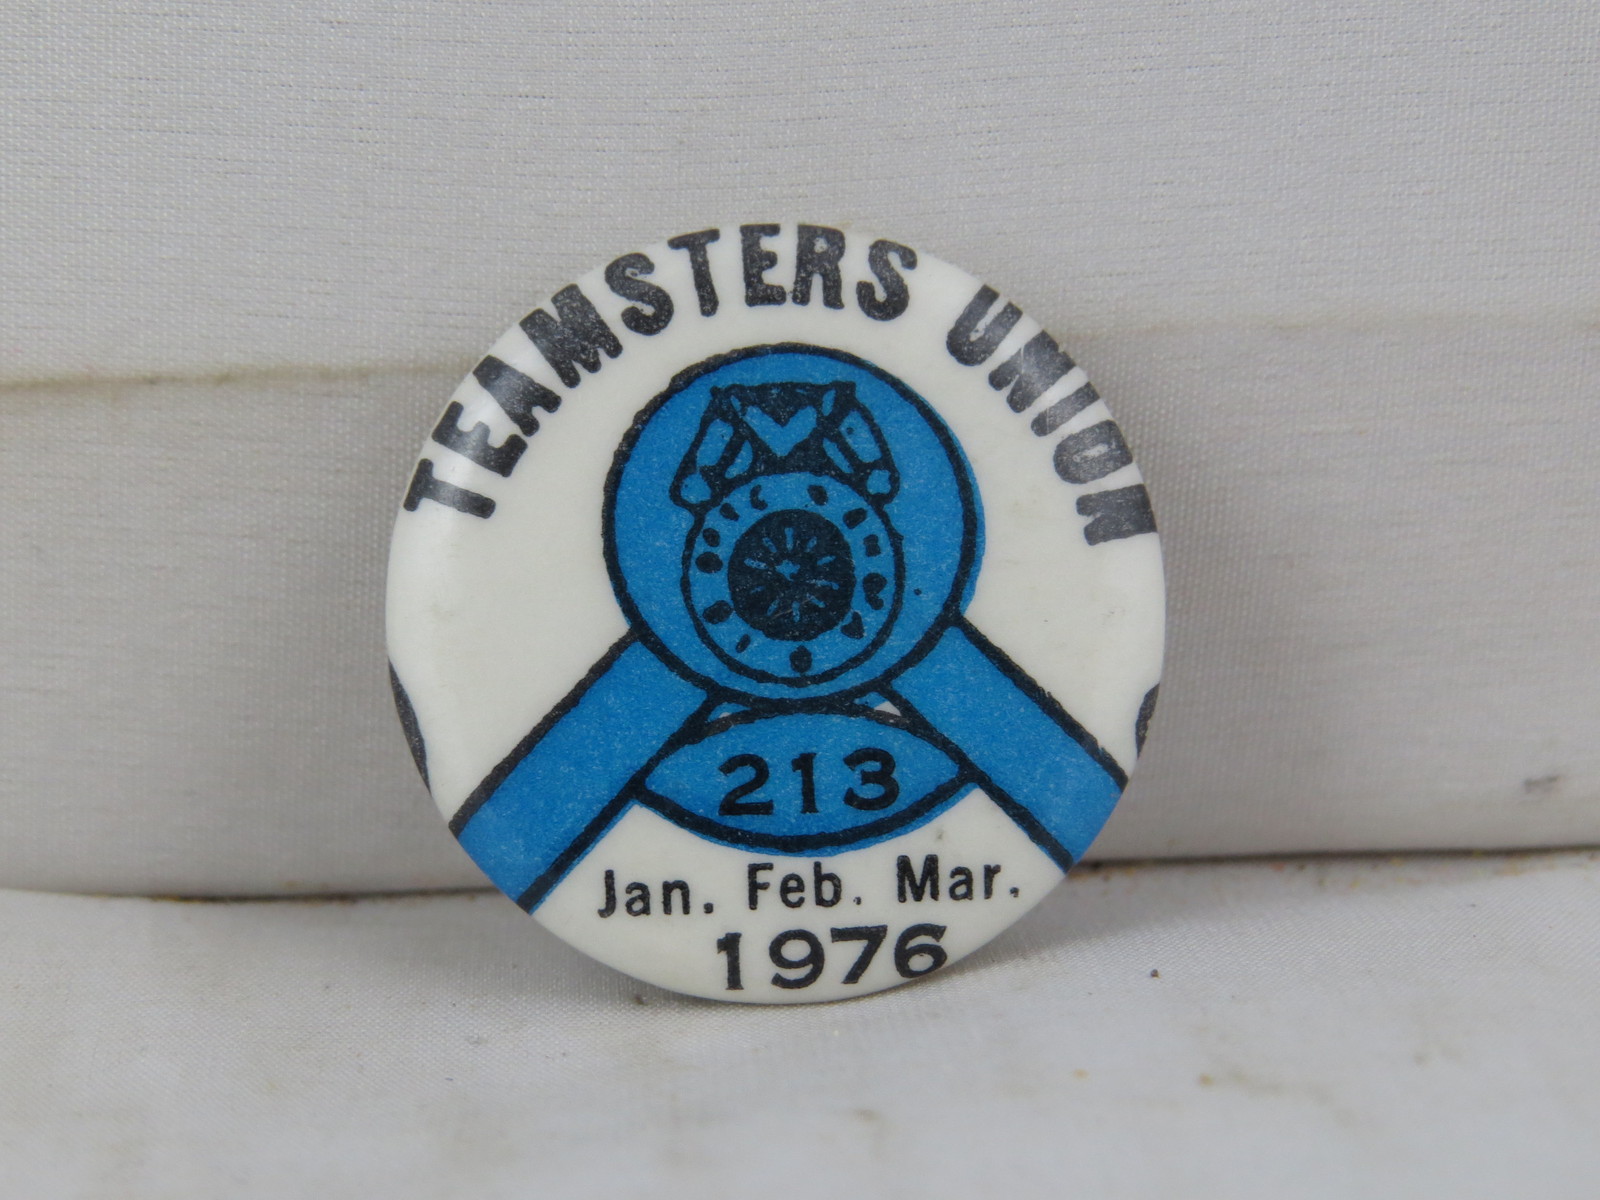 TEAMSTERS UNION
213
Jan. Feb. Mar.
1976